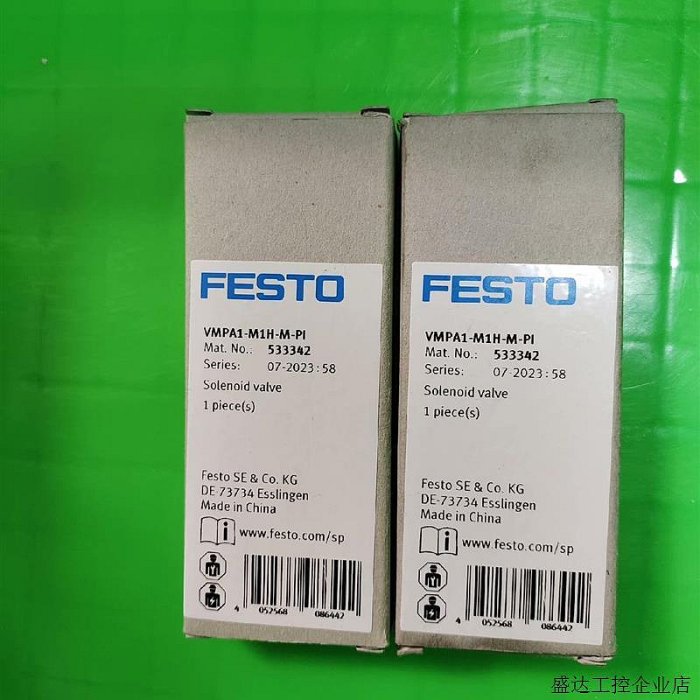 FESTO
VMPA1-M1H-M-PI
Mat. No.: 533342
Series: 07-2023:58
Solenoid valve
1 piece(s)
Festo SE & Co. KG
DE-73734 Esslingen
Made in China
www.festo.com/sp
4 052568 086442
FESTO
VMPA1-M1H-M-PI
Mat. No.: 533342
Series: 07-2023:58
Solenoid valve
1 piece(s)
Festo SE & Co. KG
DE-73734 Esslingen
Made in China
www.festo.com/sp
4 052568 086442
盛达工控企业店